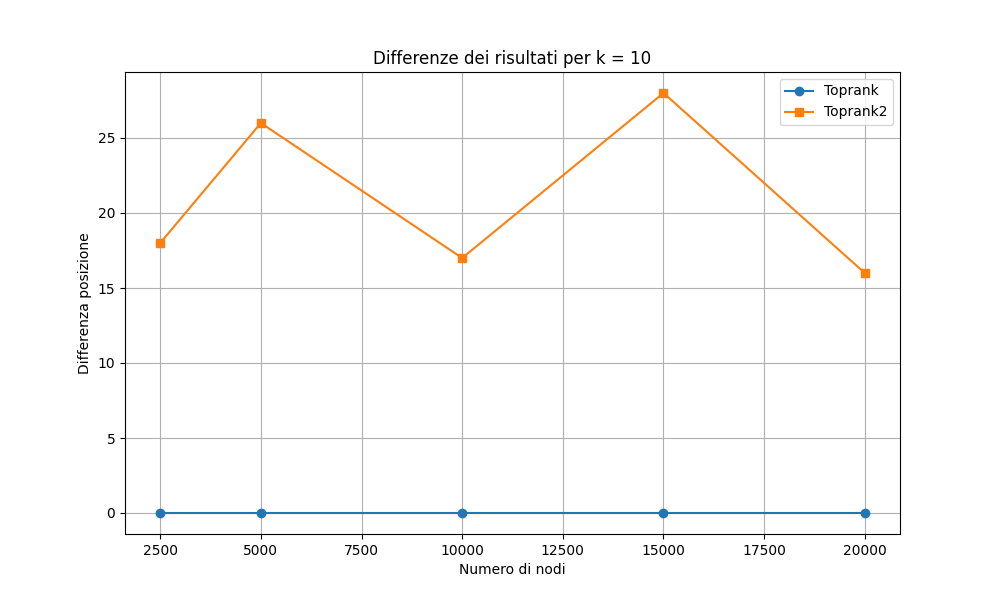 Differenze dei risultati per k = 10
Toprank
Toprank2
Differenza posizione
25
20
15
10
5
0
2500 5000 7500 10000 12500 15000 17500 20000
Numero di nodi